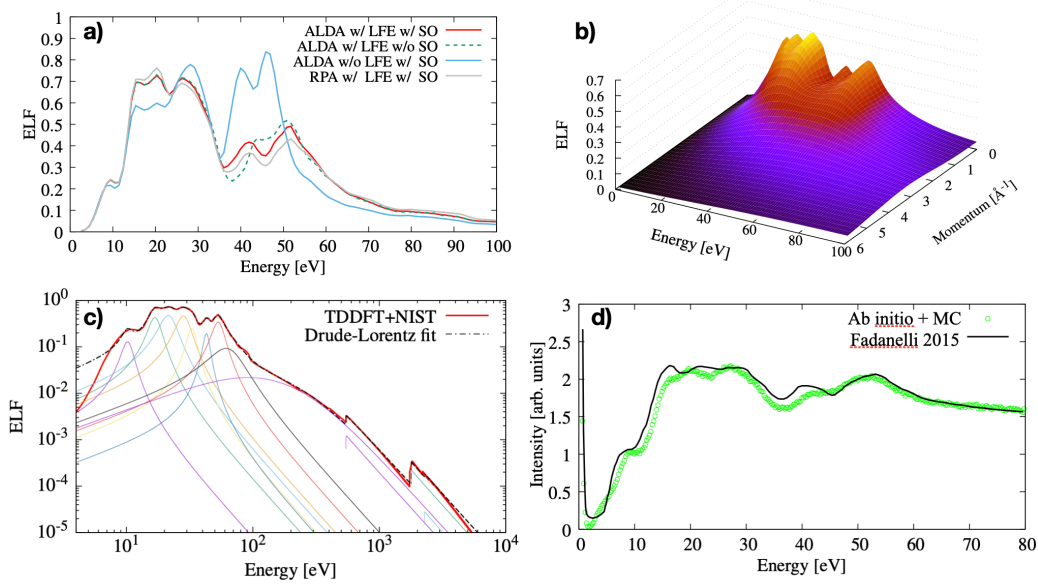 a)
ALDA w/ LFE w/ SO
ALDA w/ LFE w/o SO
ALDA w/o LFE w/ SO
RPA w/ LFE w/ SO
1
0.9
0.8
0.7
0.6
0.5
0.4
0.3
0.2
0.1
0
ELF
0 10 20 30 40 50 60 70 80 90 100
Energy [eV]
b)
0.7
0.6
0.5
0.4
0.3
0.2
0.1
0
ELF
0 20 40 60 80 100
Energy [eV]
0 1 2 3 4 5 6
Momentum [Å⁻¹]
c)
TDDFT+NIST
Drude-Lorentz fit
10⁰
10⁻¹
10⁻²
10⁻³
10⁻⁴
10⁻⁵
ELF
10¹ 10² 10³ 10⁴
Energy [eV]
d)
Ab initio + MC
Fadanelli 2015
3
2.5
2
1.5
1
0.5
0
Intensity [arb. units]
0 10 20 30 40 50 60 70 80
Energy [eV]